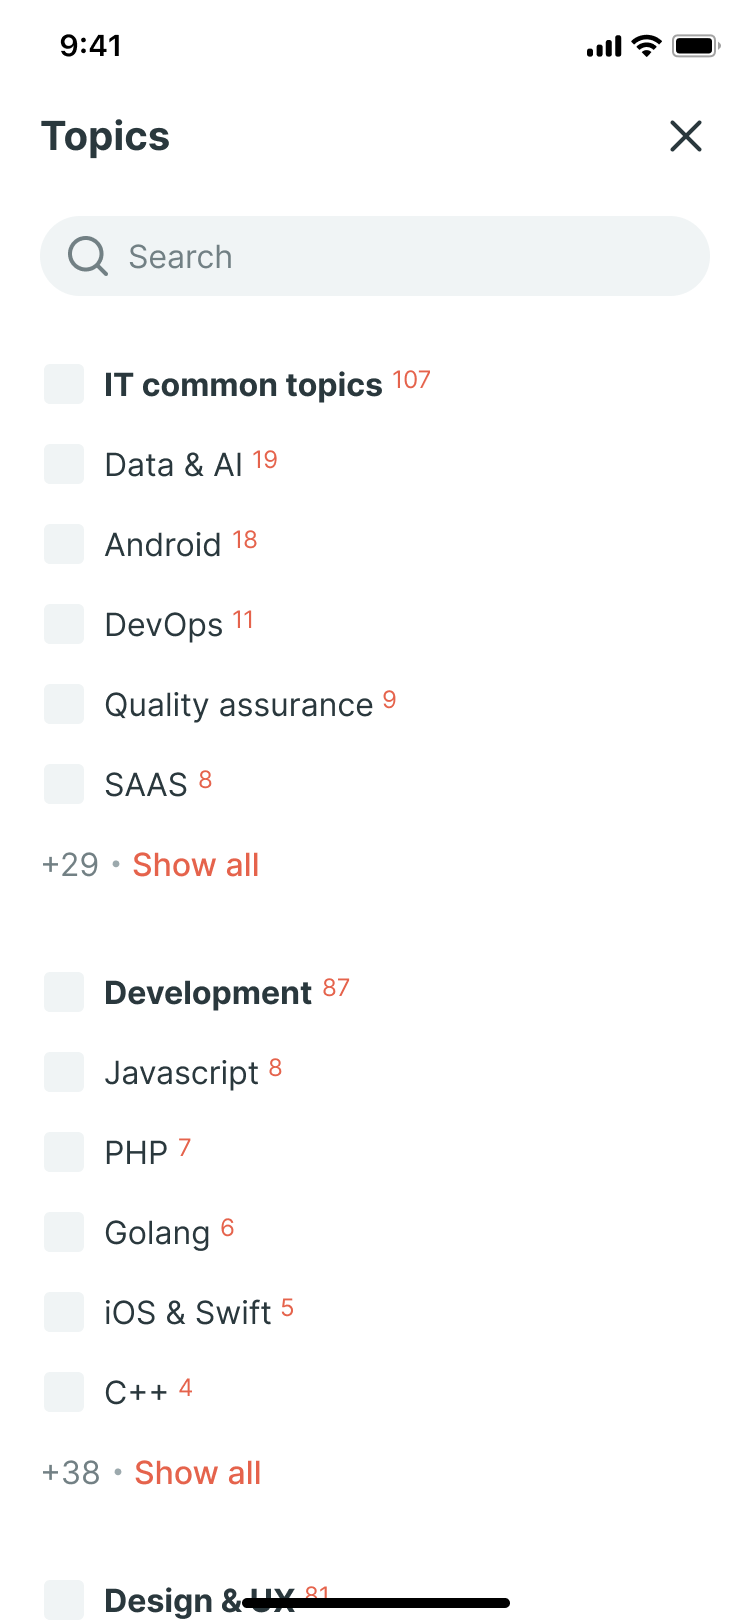 9:41
Topics
Search
IT common topics 107
Data & AI 19
Android 18
DevOps 11
Quality assurance 9
SAAS 8
+29 • Show all
Development 87
Javascript 8
PHP 7
Golang 6
iOS & Swift 5
C++ 4
+38 • Show all
Design & UX 81